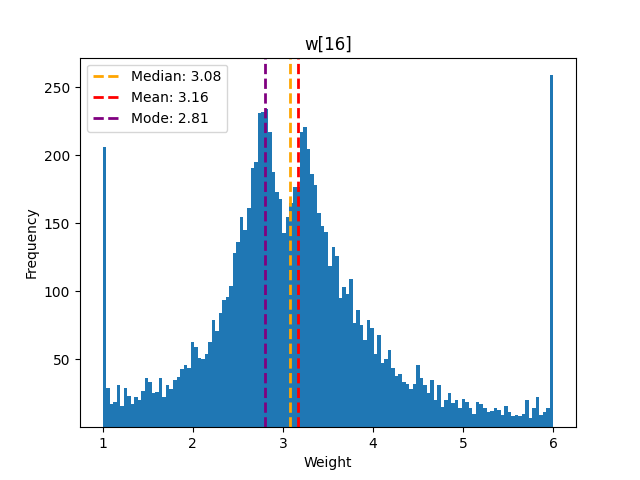 w[16]
Median: 3.08
Mean: 3.16
Mode: 2.81
Frequency
250
200
150
100
50
1 2 3 4 5 6
Weight